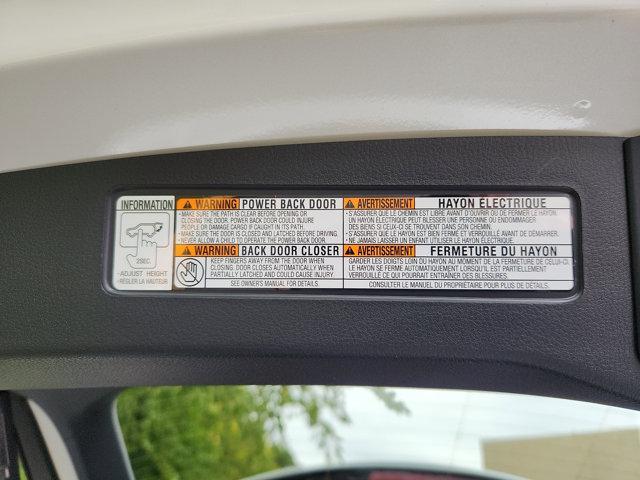 INFORMATION
2SEC.
-ADJUST HEIGHT
-RÉGLER LA HAUTEUR
WARNING POWER BACK DOOR
• MAKE SURE THE PATH IS CLEAR BEFORE OPENING OR
CLOSING THE DOOR. POWER BACK DOOR COULD INJURE
PEOPLE OR DAMAGE CARGO IF CAUGHT IN ITS PATH.
• MAKE SURE THE DOOR IS CLOSED AND LATCHED BEFORE DRIVING.
• NEVER ALLOW A CHILD TO OPERATE THE POWER BACK DOOR.
WARNING BACK DOOR CLOSER
KEEP FINGERS AWAY FROM THE DOOR WHEN
CLOSING. DOOR CLOSES AUTOMATICALLY WHEN
PARTIALLY LATCHED AND COULD CAUSE INJURY.
SEE OWNER'S MANUAL FOR DETAILS.
AVERTISSEMENT HAYON ÉLECTRIQUE
• S'ASSURER QUE LE CHEMIN EST LIBRE AVANT D'OUVRIR OU DE FERMER LE HAYON.
UN HAYON ÉLECTRIQUE PEUT BLESSER UNE PERSONNE OU ENDOMMAGER
DES BIENS SI CEUX-CI SE TROUVENT DANS SON CHEMIN.
• S'ASSURER QUE LE HAYON EST BIEN FERMÉ ET VERROUILLÉ AVANT DE DÉMARRER.
• NE JAMAIS LAISSER UN ENFANT UTILISER LE HAYON ÉLECTRIQUE.
AVERTISSEMENT FERMETURE DU HAYON
GARDER LES DOIGTS LOIN DU HAYON AU MOMENT DE LA FERMETURE DE CELUI-CI.
LE HAYON SE FERME AUTOMATIQUEMENT LORSQU'IL EST PARTIELLEMENT
VERROUILLÉ CE QUI POURRAIT ENTRAÎNER DES BLESSURES.
CONSULTER LE MANUEL DU PROPRIÉTAIRE POUR PLUS DE DÉTAILS.